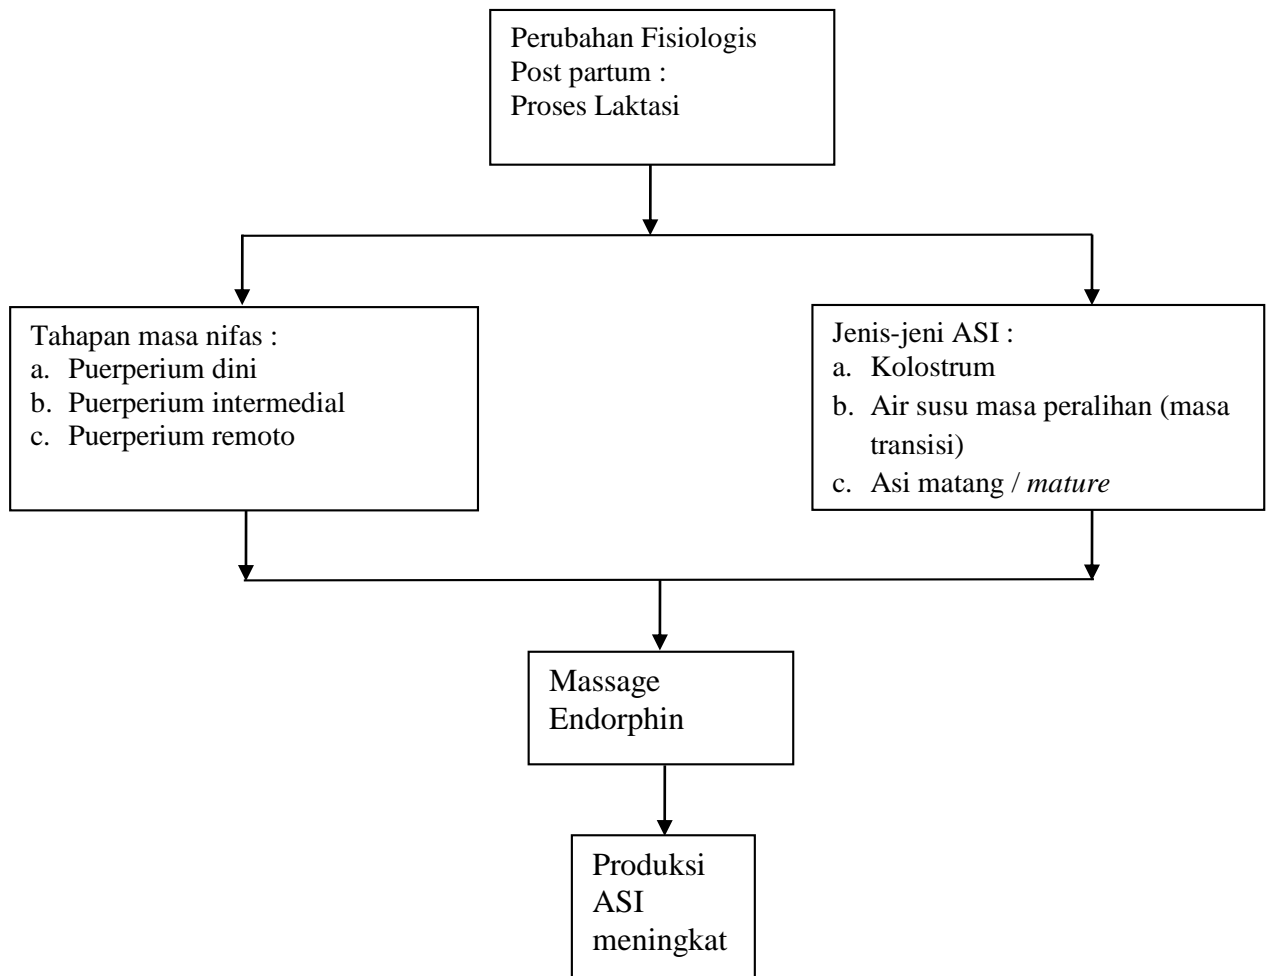 Perubahan Fisiologis
Post partum :
Proses Laktasi
Tahapan masa nifas :
a. Puerperium dini
b. Puerperium intermedial
c. Puerperium remoto
Jenis-jeni ASI :
a. Kolostrum
b. Air susu masa peralihan (masa
transisi)
c. Asi matang / mature
Massage
Endorphin
Produksi
ASI
meningkat